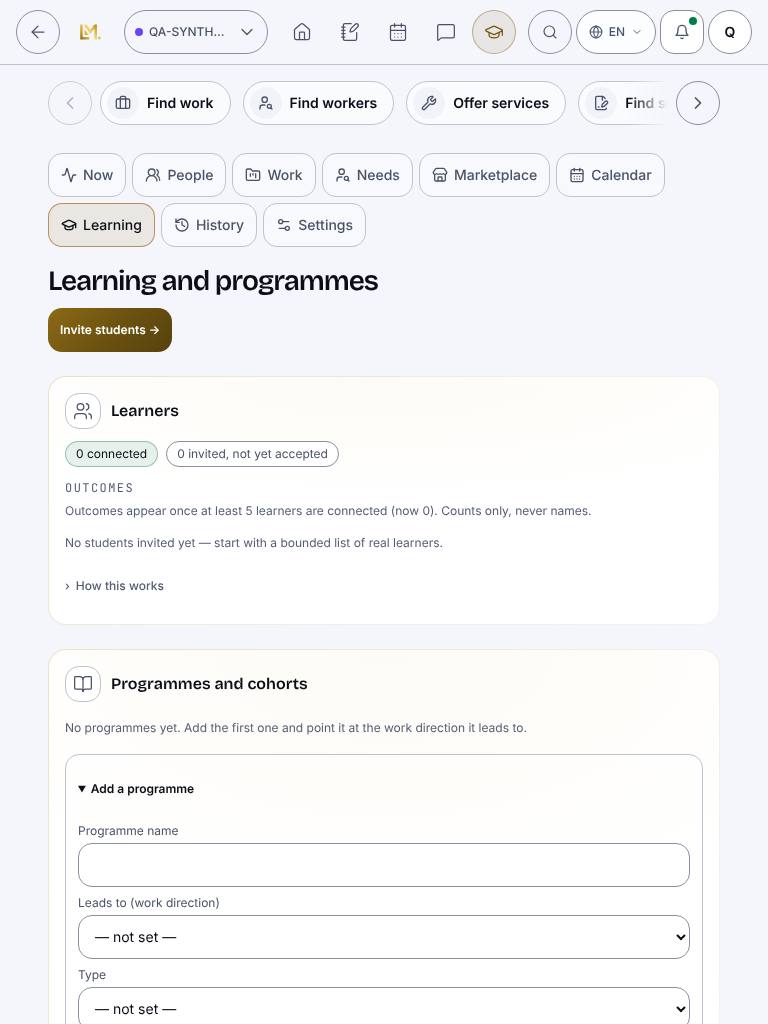 LM.
QA-SYNTH...
EN
Q
Find work
Find workers
Offer services
Find s
Now
People
Work
Needs
Marketplace
Calendar
Learning
History
Settings
Learning and programmes
Invite students →
Learners
0 connected
0 invited, not yet accepted
OUTCOMES
Outcomes appear once at least 5 learners are connected (now 0). Counts only, never names.
No students invited yet — start with a bounded list of real learners.
› How this works
Programmes and cohorts
No programmes yet. Add the first one and point it at the work direction it leads to.
▼ Add a programme
Programme name
Leads to (work direction)
— not set —
Type
— not set —